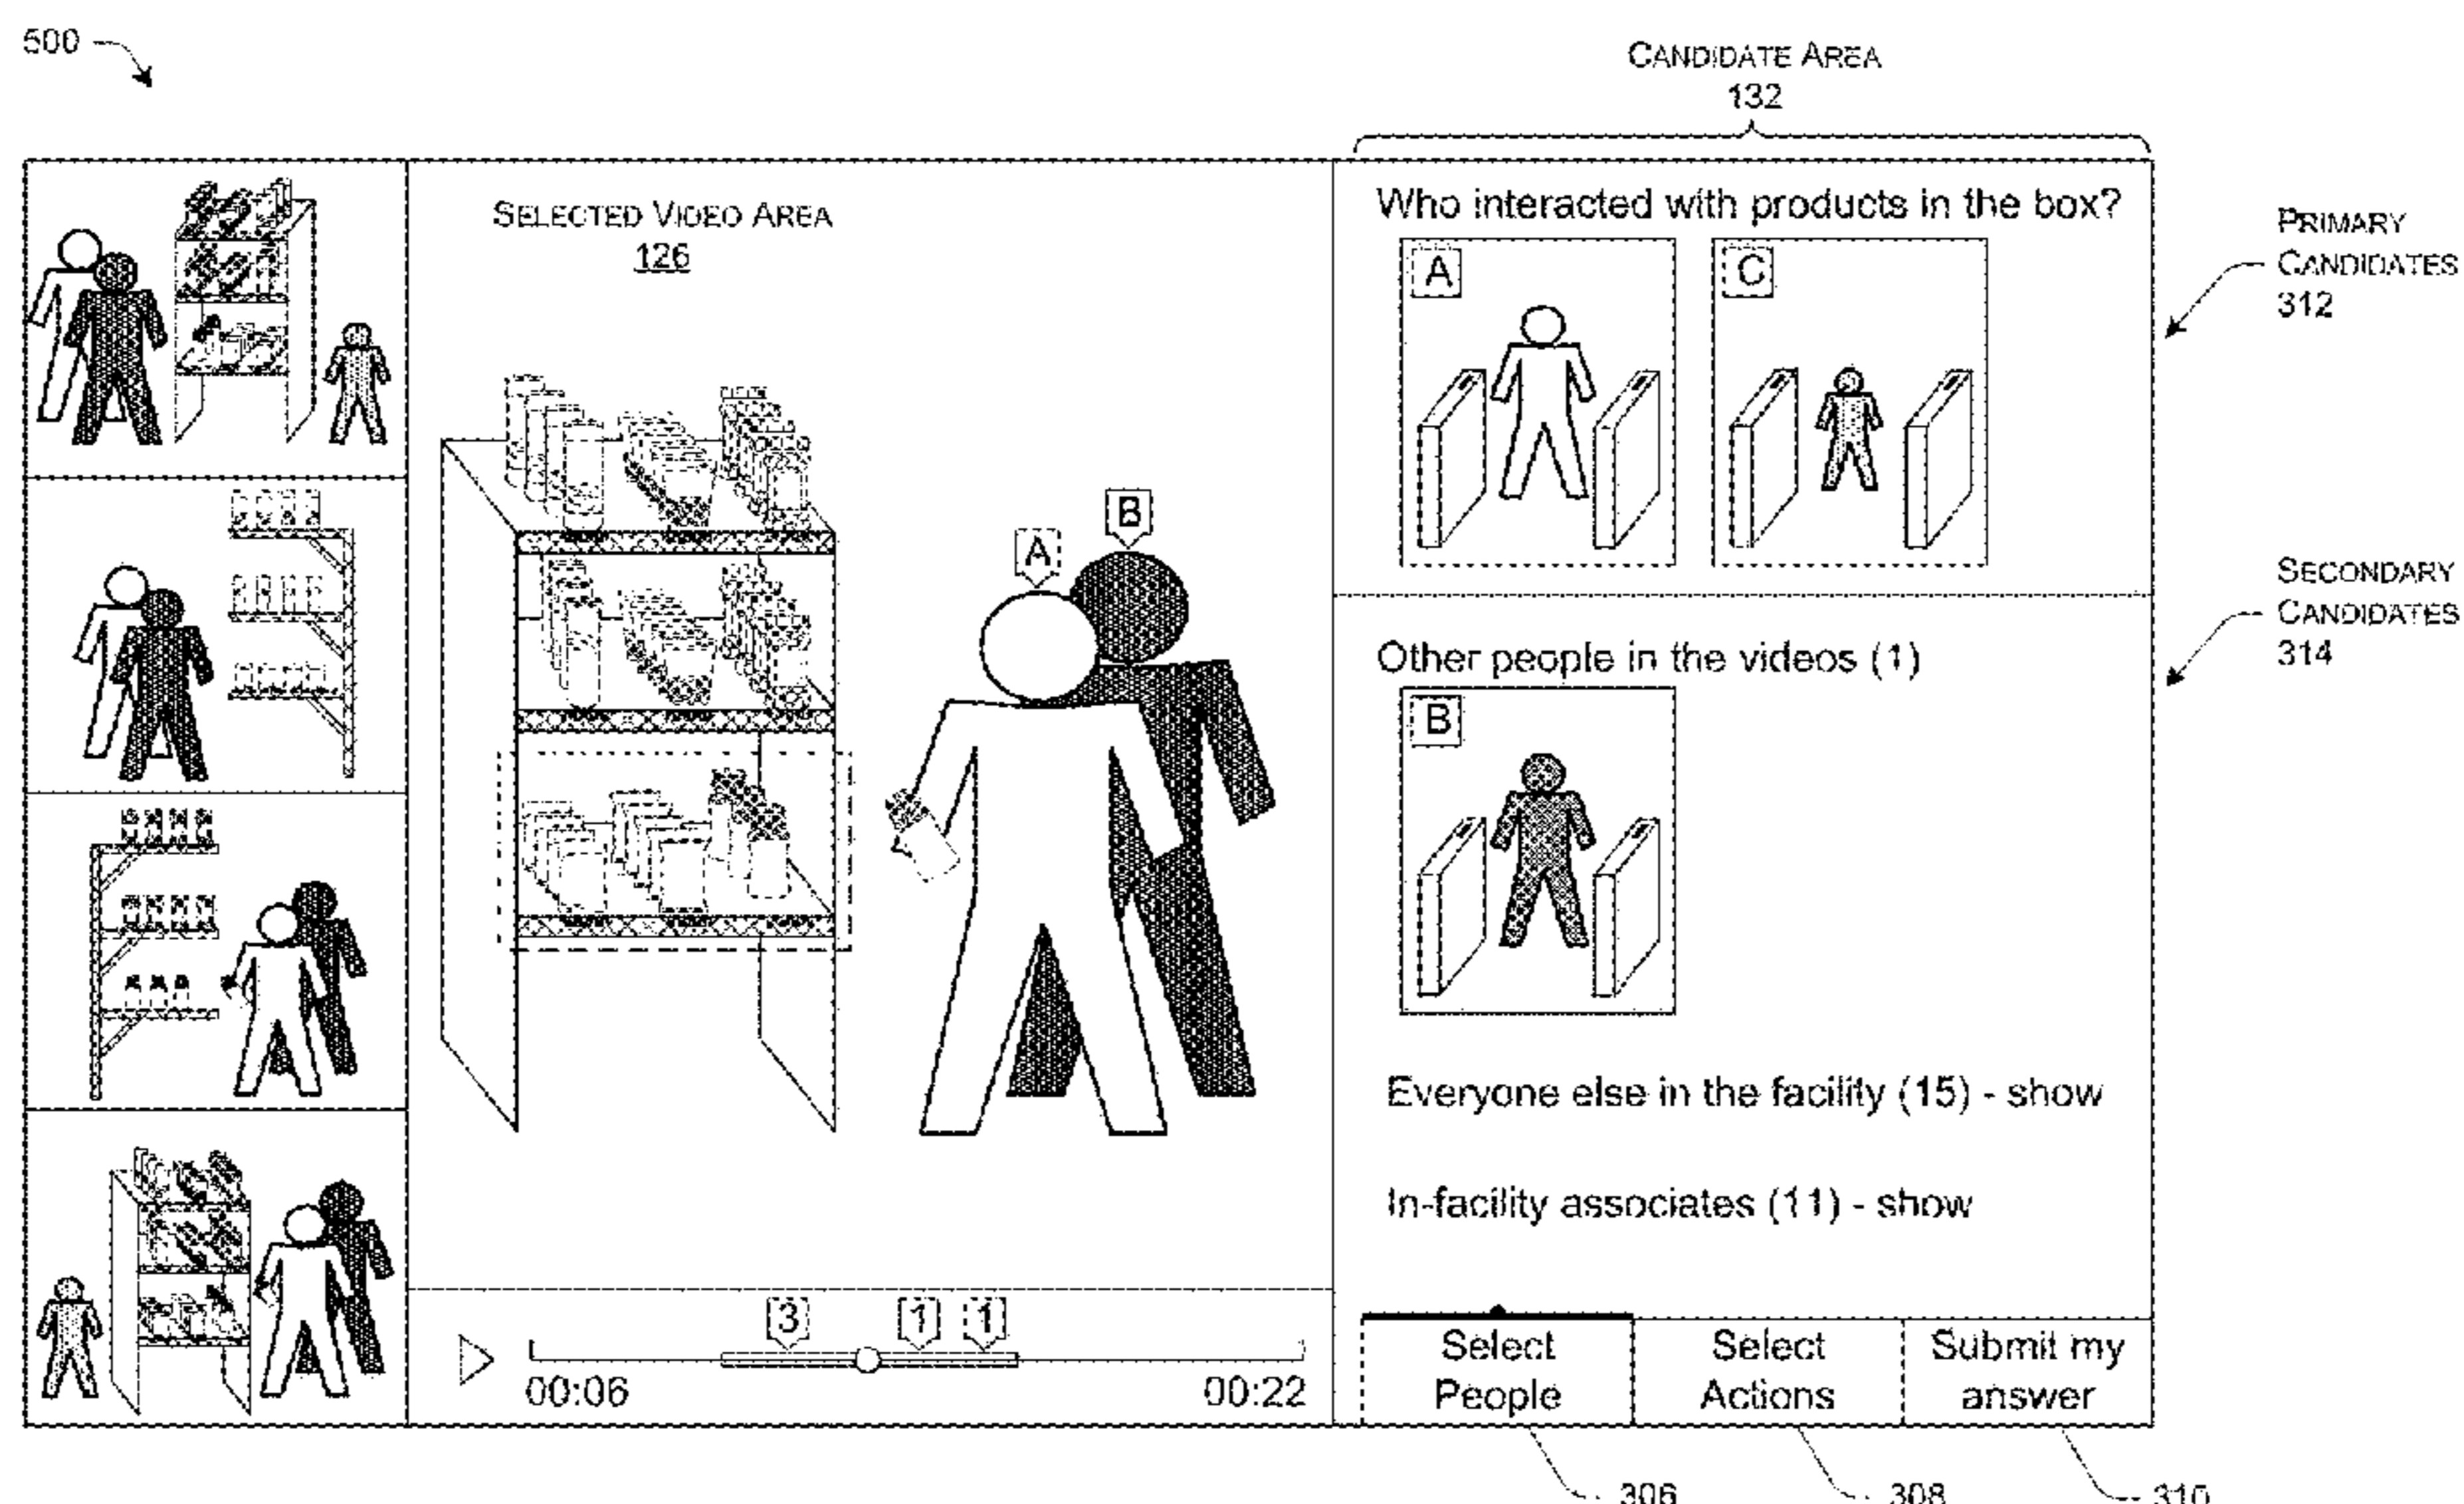 500
CANDIDATE AREA
132
SELECTED VIDEO AREA
126
Who interacted with products in the box?
A
C
PRIMARY
CANDIDATES
312
B
A
SECONDARY
CANDIDATES
314
Other people in the videos (1)
B
Everyone else in the facility (15) - show
In-facility associates (11) - show
3
1
1
00:06
00:22
Select
People
Select
Actions
Submit my
answer
306
308
310